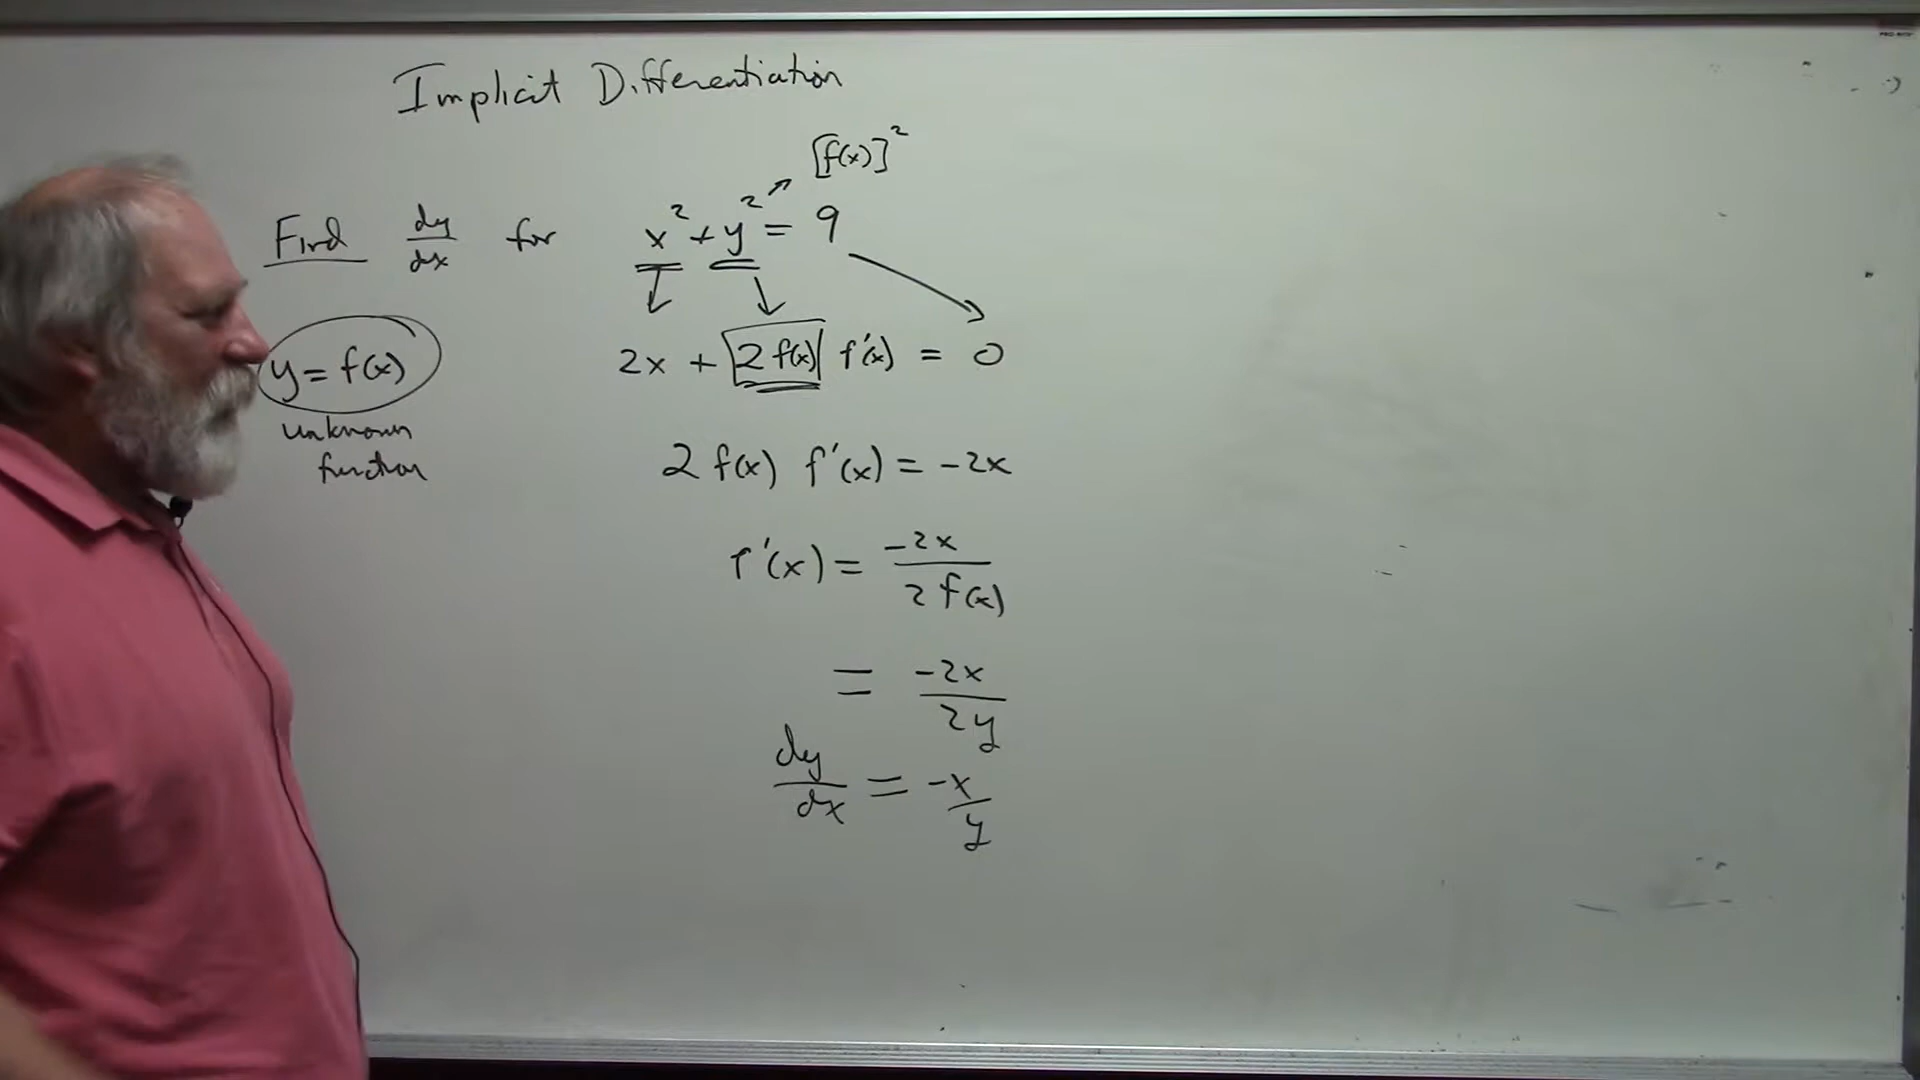 Implicit Differentiation
[f(x)]²
Find dy/dx for x² + y² = 9
y = f(x)
unknown
function
2x + 2 f(x) f'(x) = 0
2 f(x) f'(x) = -2x
f'(x) = -2x / 2 f(x)
= -2x / 2y
dy/dx = -x/y